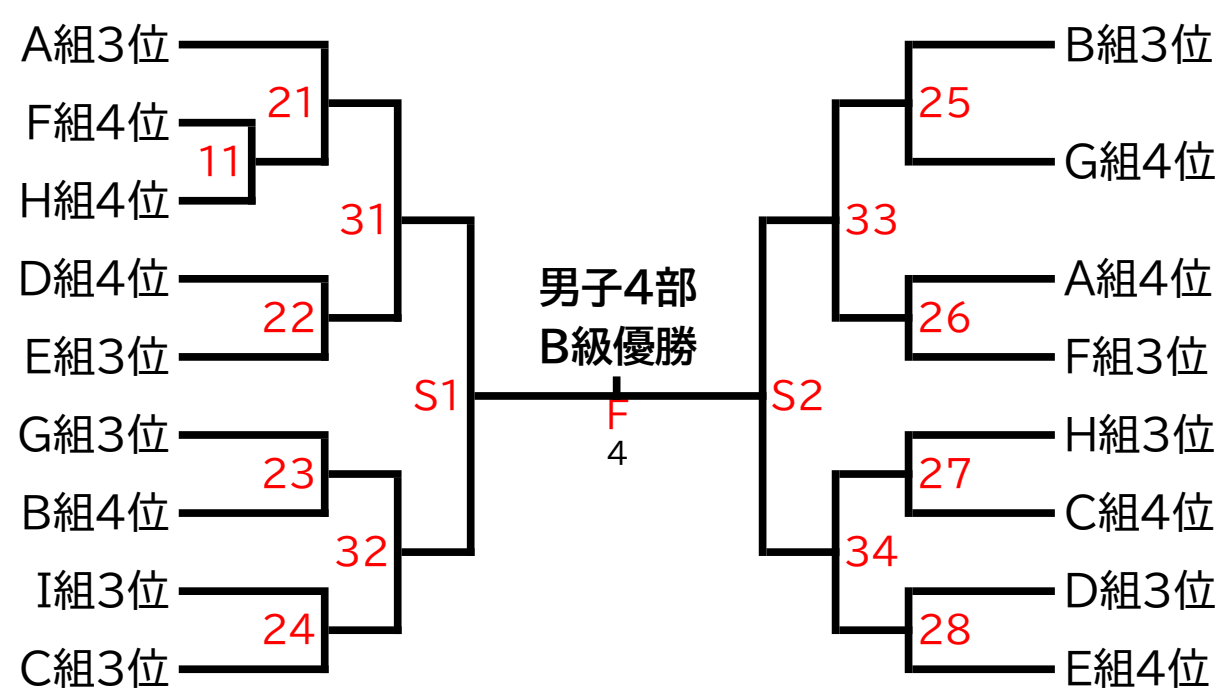 A組3位
F組4位
H組4位
D組4位
E組3位
G組3位
B組4位
I組3位
C組3位
11
21
22
23
24
31
32
S1
男子4部
B級優勝
F
4
S2
33
34
25
26
27
28
B組3位
G組4位
A組4位
F組3位
H組3位
C組4位
D組3位
E組4位